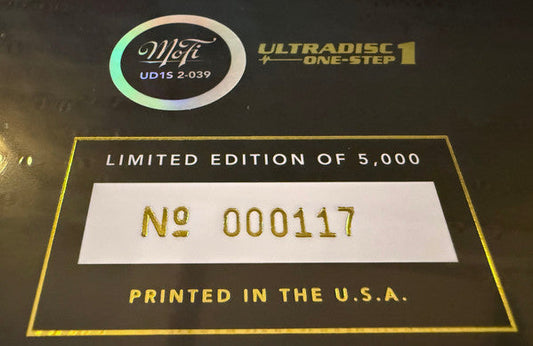 MoFi
UD1S 2-039
ULTRADISC
ONE-STEP 1
LIMITED EDITION OF 5,000
Nº 000117
PRINTED IN THE U.S.A.